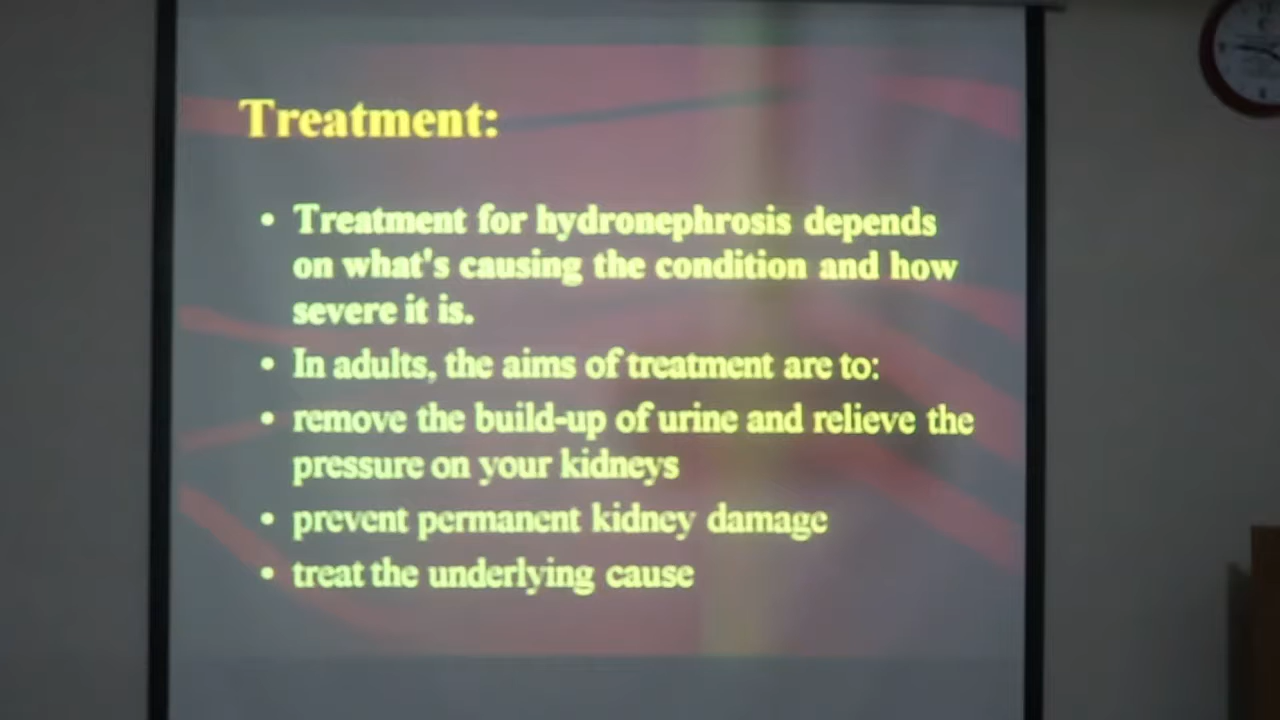 Treatment:
• Treatment for hydronephrosis depends
on what's causing the condition and how
severe it is.
• In adults, the aims of treatment are to:
• remove the build-up of urine and relieve the
pressure on your kidneys
• prevent permanent kidney damage
• treat the underlying cause